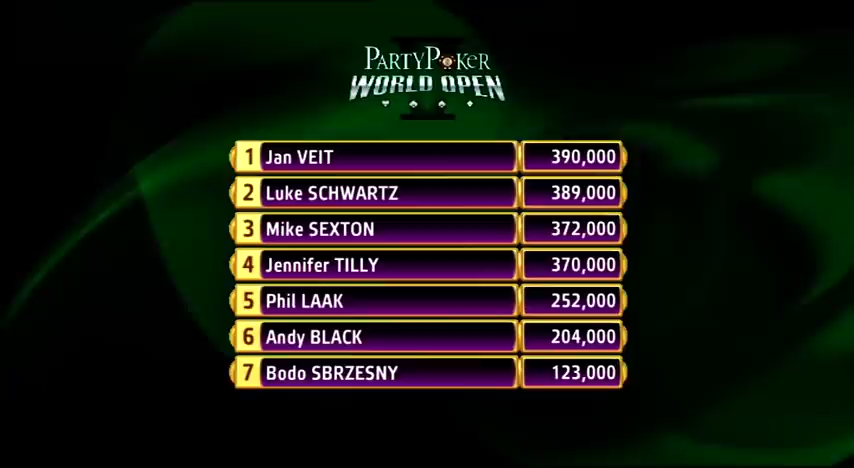 PARTYPOKER
WORLD OPEN
II
1 Jan VEIT 390,000
2 Luke SCHWARTZ 389,000
3 Mike SEXTON 372,000
4 Jennifer TILLY 370,000
5 Phil LAAK 252,000
6 Andy BLACK 204,000
7 Bodo SBRZESNY 123,000